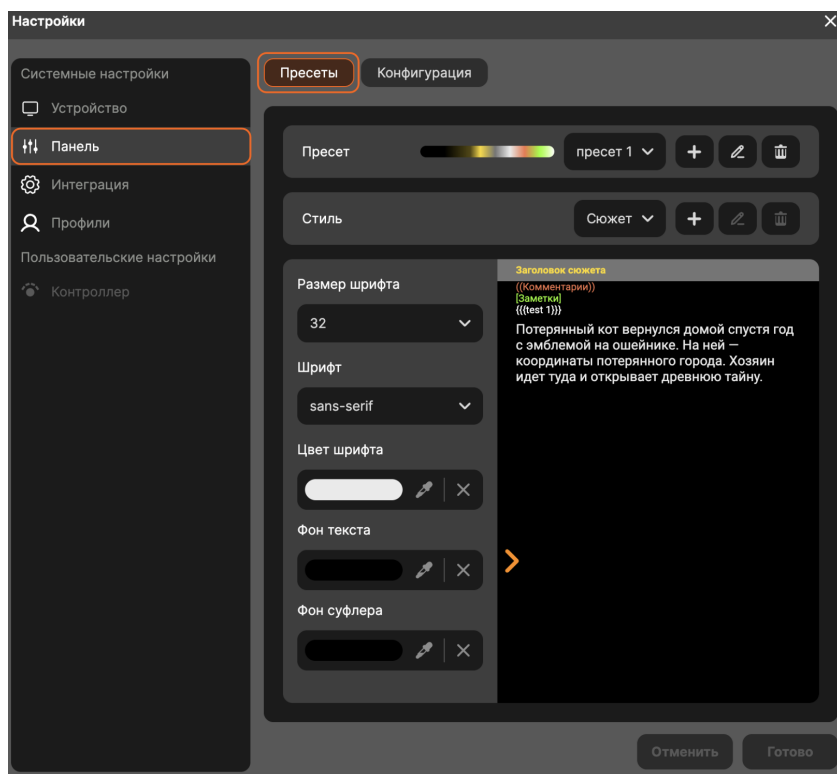 Настройки
Системные настройки
Устройство
Панель
Интеграция
Профили
Пользовательские настройки
Контроллер
Пресеты
Конфигурация
Пресет
пресет 1
Стиль
Сюжет
Размер шрифта
32
Шрифт
sans-serif
Цвет шрифта
Фон текста
Фон суфлера
Заголовок сюжета
((Комментарии))
[Заметки]
{{{test 1}}}
Потерянный кот вернулся домой спустя год
с эмблемой на ошейнике. На ней —
координаты потерянного города. Хозяин
идет туда и открывает древнюю тайну.
Отменить
Готово